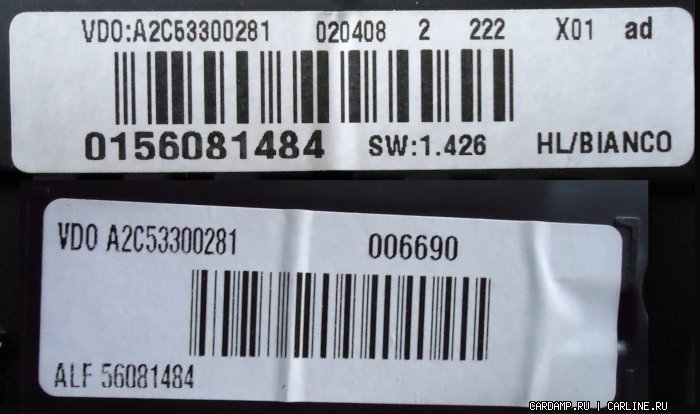 VDO:A2C53300281 020408 2 222 X01 ad
0156081484 SW:1.426 HL/BIANCO
VDO A2C53300281 006690
ALF 56081484
GARDAMP.RU | CARLINE.RU